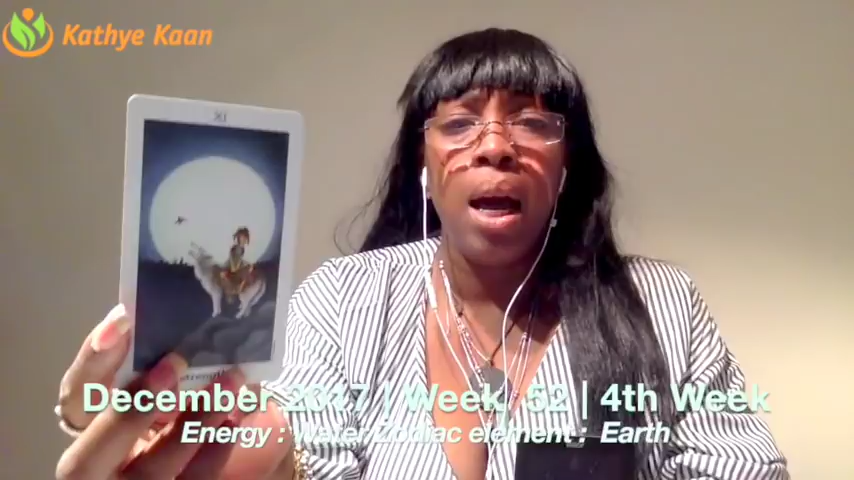 Kathye Kaan
XI
December 2017 | Week 52 | 4th Week
Energy : Water Zodiac element : Earth